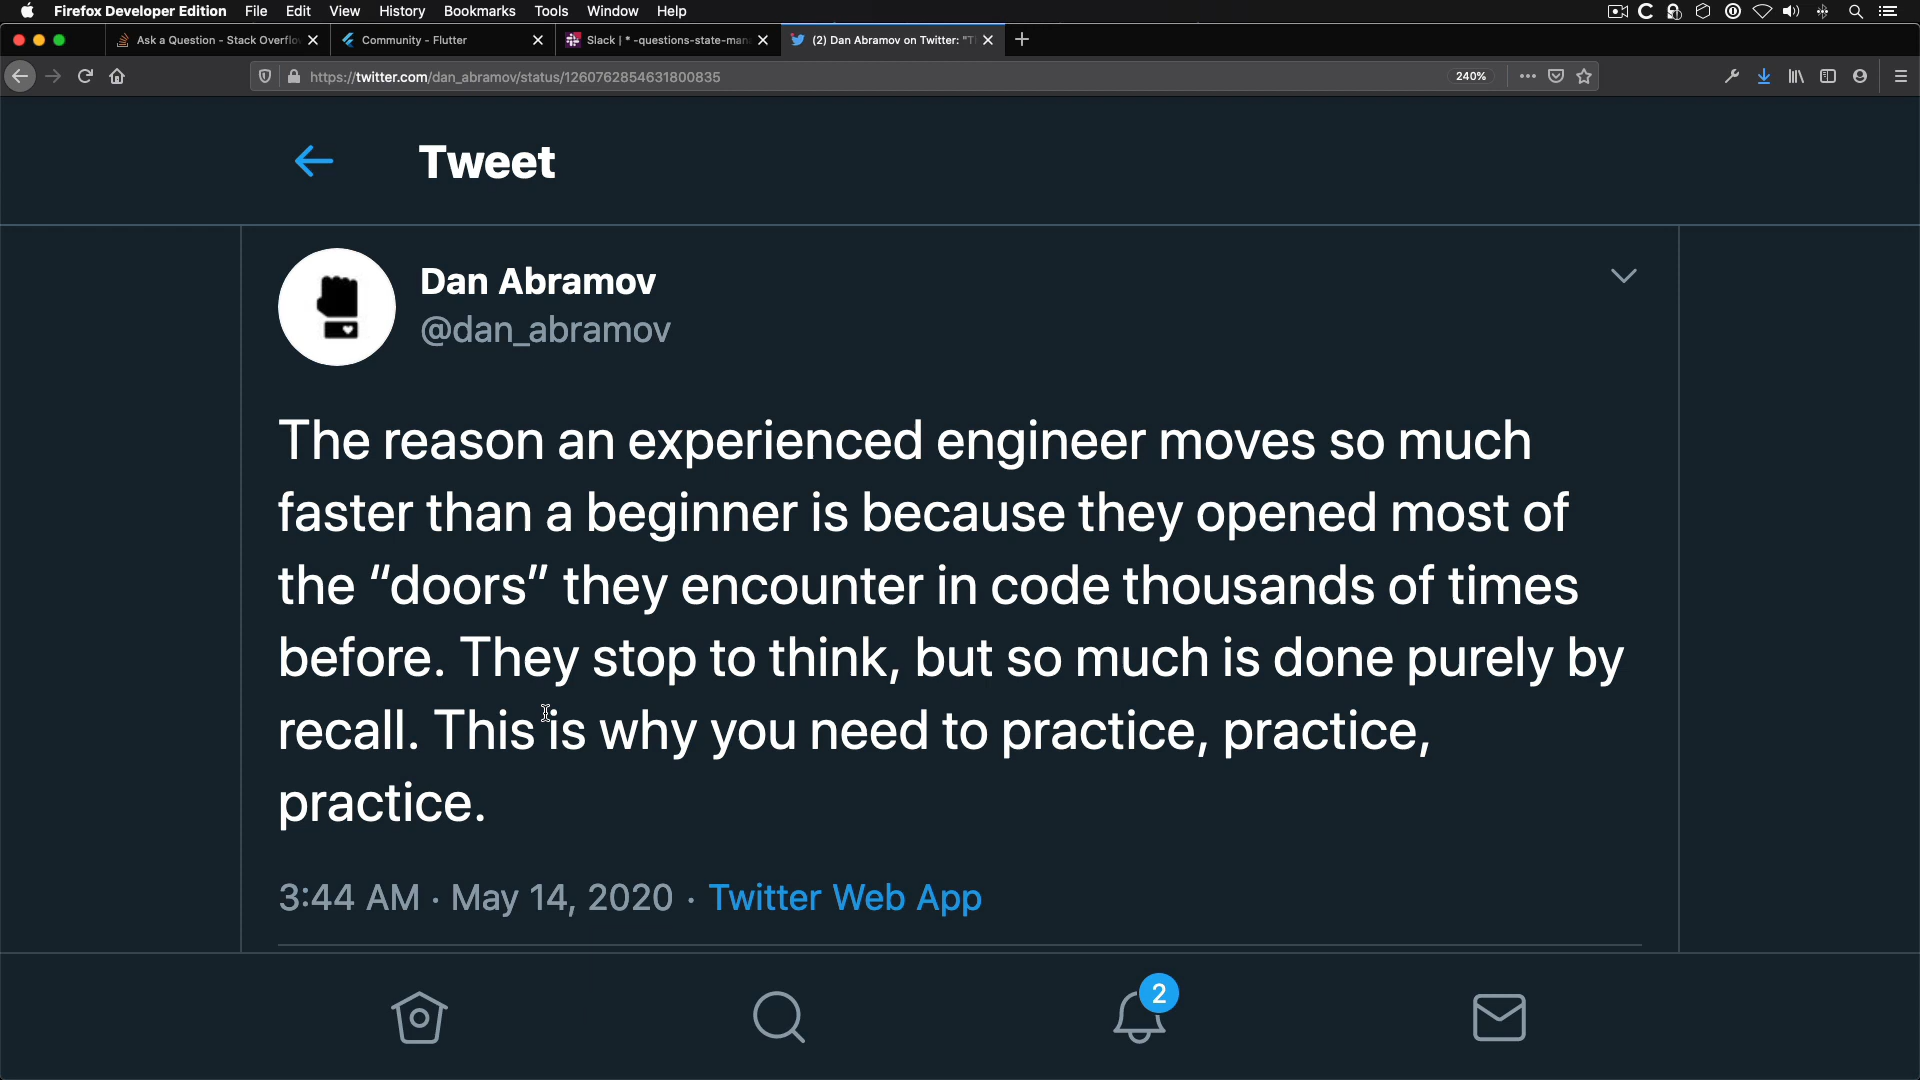 Firefox Developer Edition File Edit View History Bookmarks Tools Window Help
Ask a Question - Stack Overflo
Community - Flutter
Slack | * -questions-state-man
(2) Dan Abramov on Twitter: "T
https://twitter.com/dan_abramov/status/1260762854631800835
240%
Tweet
Dan Abramov
@dan_abramov
The reason an experienced engineer moves so much
faster than a beginner is because they opened most of
the “doors” they encounter in code thousands of times
before. They stop to think, but so much is done purely by
recall. This is why you need to practice, practice,
practice.
3:44 AM · May 14, 2020 · Twitter Web App
2